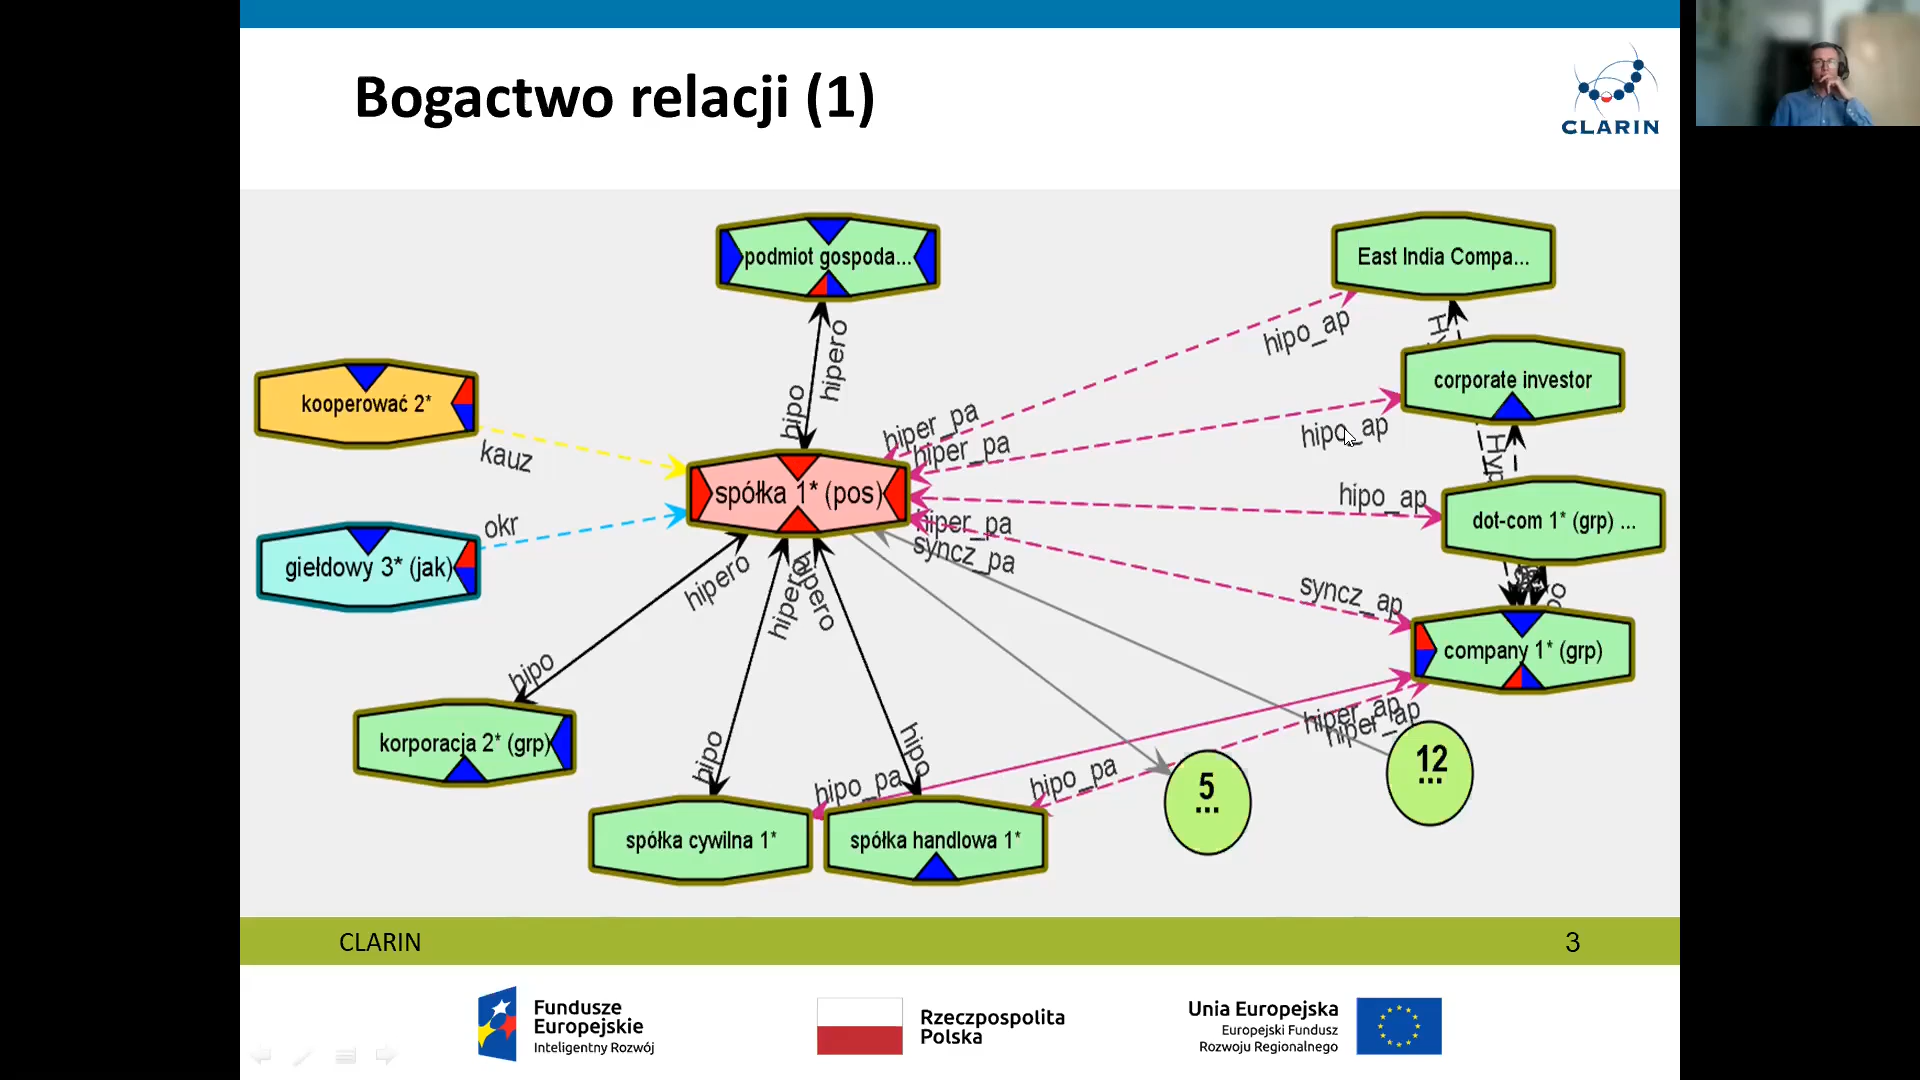 Bogactwo relacji (1)
CLARIN
podmiot gospoda...
East India Compa...
hipo_ap
hipero
hipo
corporate investor
kooperować 2*
kauz
hiper_pa
hiper_pa
hipo_ap
Hyp
spółka 1* (pos)
hipo_ap
dot-com 1* (grp) ...
okr
hiper_pa
syncz_pa
giełdowy 3* (jak)
hipero
hipero
hipero
syncz_ap
company 1* (grp)
hipo
hiper_ap
hiper_ap
korporacja 2* (grp)
hipo
hipo
hipo_pa
hipo_pa
5
...
12
...
spółka cywilna 1*
spółka handlowa 1*
CLARIN
3
Fundusze
Europejskie
Inteligentny Rozwój
Rzeczpospolita
Polska
Unia Europejska
Europejski Fundusz
Rozwoju Regionalnego